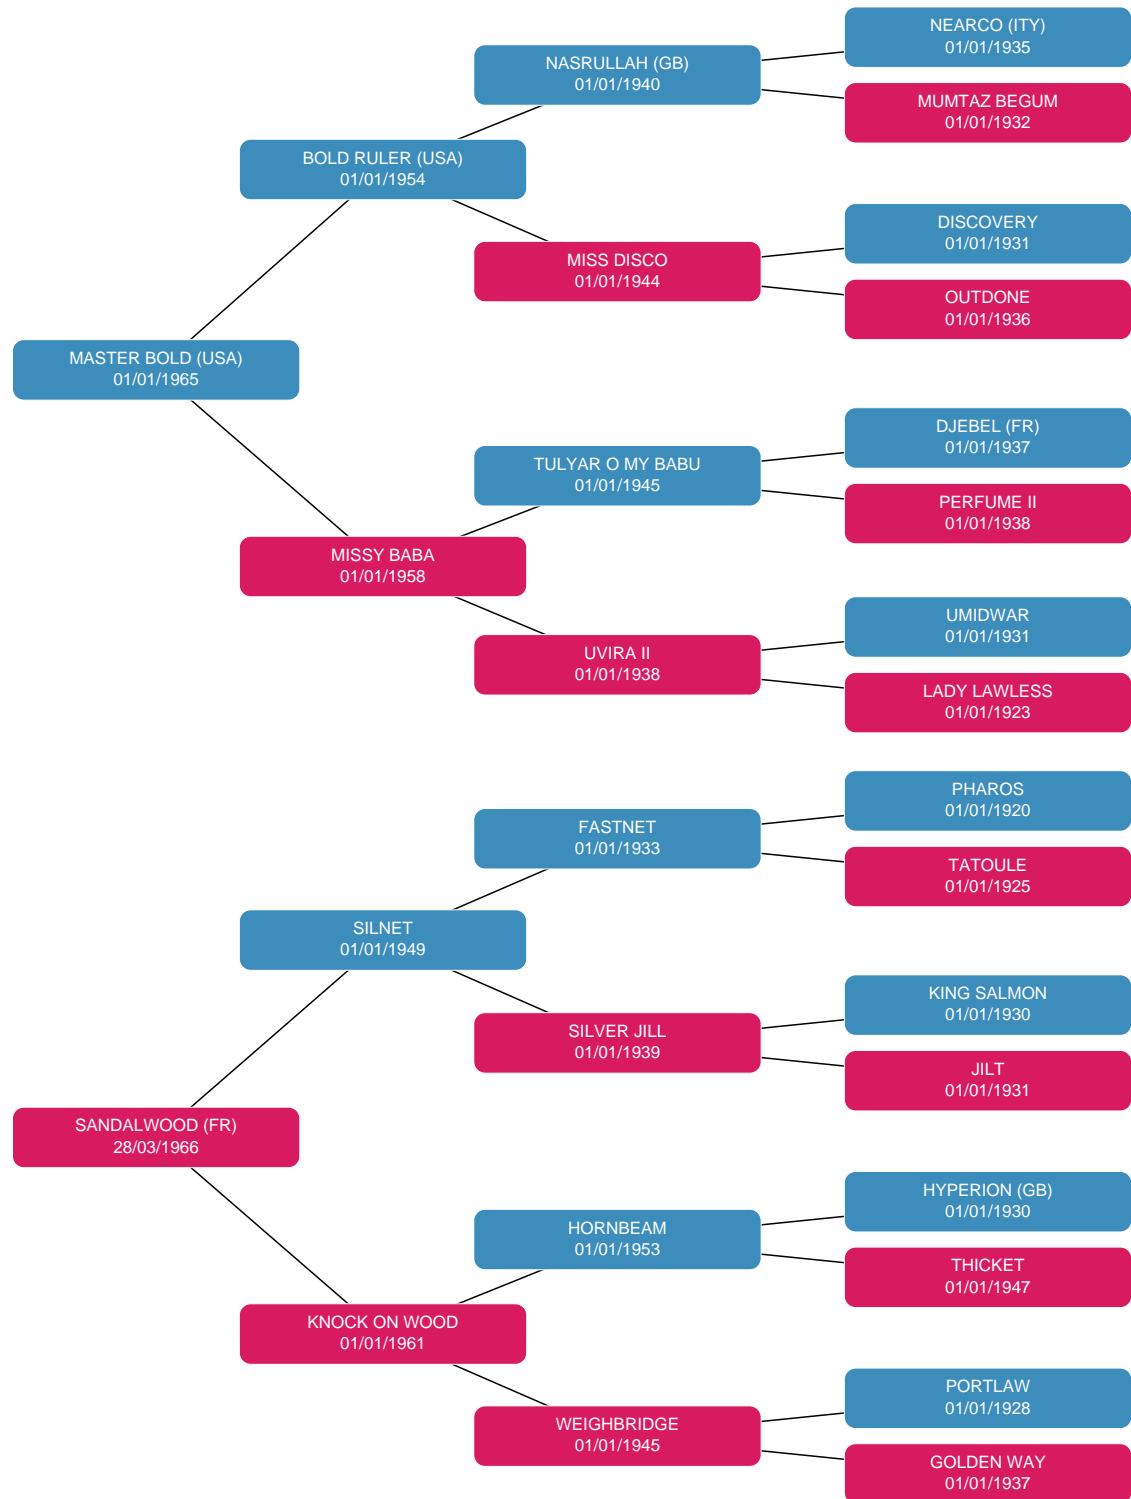 NEARCO (ITY)
01/01/1935
NASRULLAH (GB)
01/01/1940
MUMTAZ BEGUM
01/01/1932
BOLD RULER (USA)
01/01/1954
DISCOVERY
01/01/1931
MISS DISCO
01/01/1944
OUTDONE
01/01/1936
MASTER BOLD (USA)
01/01/1965
DJEBEL (FR)
01/01/1937
TULYAR O MY BABU
01/01/1945
PERFUME II
01/01/1938
MISSY BABA
01/01/1958
UMIDWAR
01/01/1931
UVIRA II
01/01/1938
LADY LAWLESS
01/01/1923
PHAROS
01/01/1920
FASTNET
01/01/1933
TATOULE
01/01/1925
SILNET
01/01/1949
KING SALMON
01/01/1930
SILVER JILL
01/01/1939
JILT
01/01/1931
SANDALWOOD (FR)
28/03/1966
HYPERION (GB)
01/01/1930
HORNBEAM
01/01/1953
THICKET
01/01/1947
KNOCK ON WOOD
01/01/1961
PORTLAW
01/01/1928
WEIGHBRIDGE
01/01/1945
GOLDEN WAY
01/01/1937